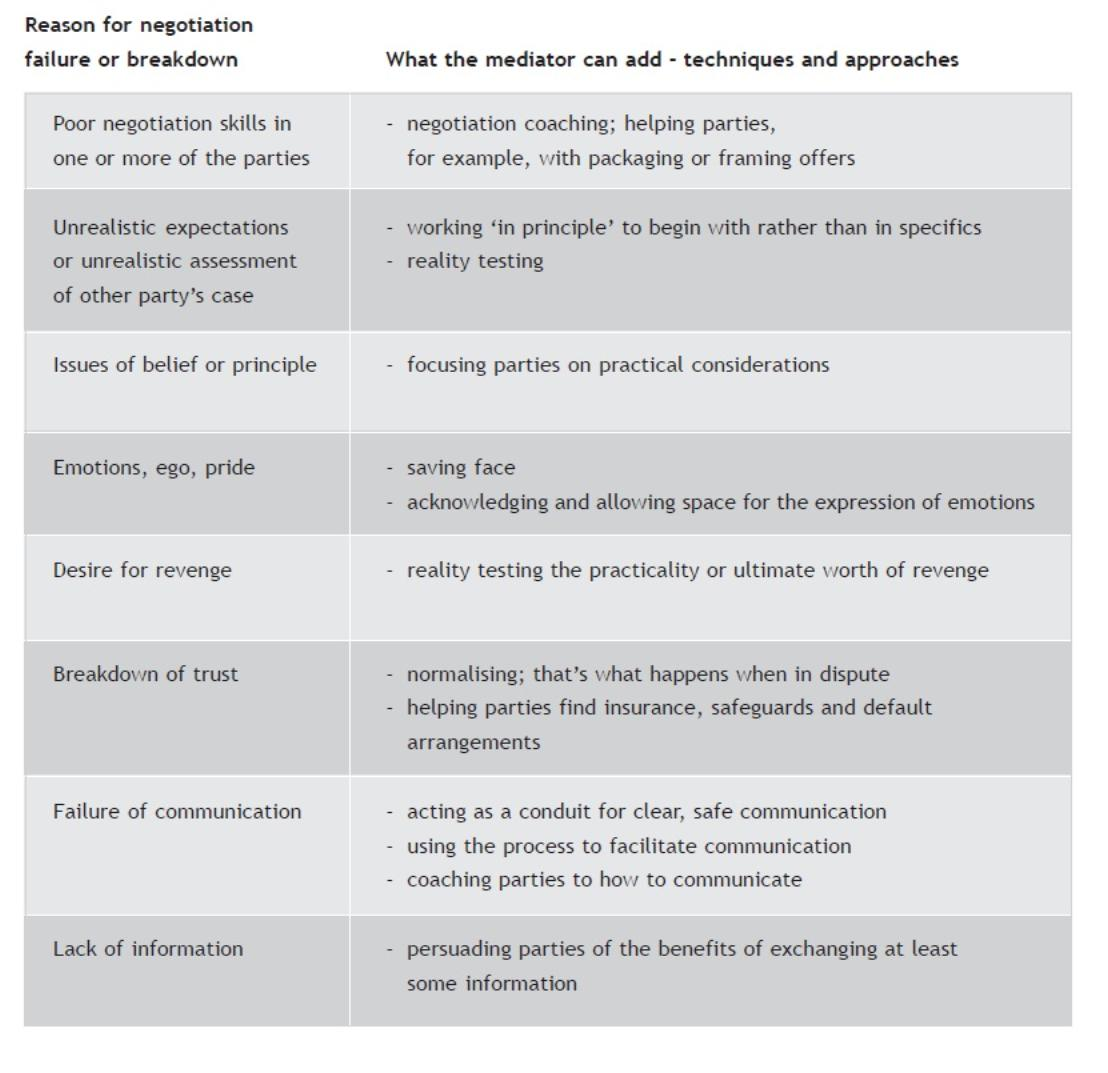 Reason for negotiation
failure or breakdown
What the mediator can add - techniques and approaches
Poor negotiation skills in
one or more of the parties
- negotiation coaching; helping parties,
for example, with packaging or framing offers
Unrealistic expectations
or unrealistic assessment
of other party’s case
- working ‘in principle’ to begin with rather than in specifics
- reality testing
Issues of belief or principle
- focusing parties on practical considerations
Emotions, ego, pride
- saving face
- acknowledging and allowing space for the expression of emotions
Desire for revenge
- reality testing the practicality or ultimate worth of revenge
Breakdown of trust
- normalising; that’s what happens when in dispute
- helping parties find insurance, safeguards and default
arrangements
Failure of communication
- acting as a conduit for clear, safe communication
- using the process to facilitate communication
- coaching parties to how to communicate
Lack of information
- persuading parties of the benefits of exchanging at least
some information